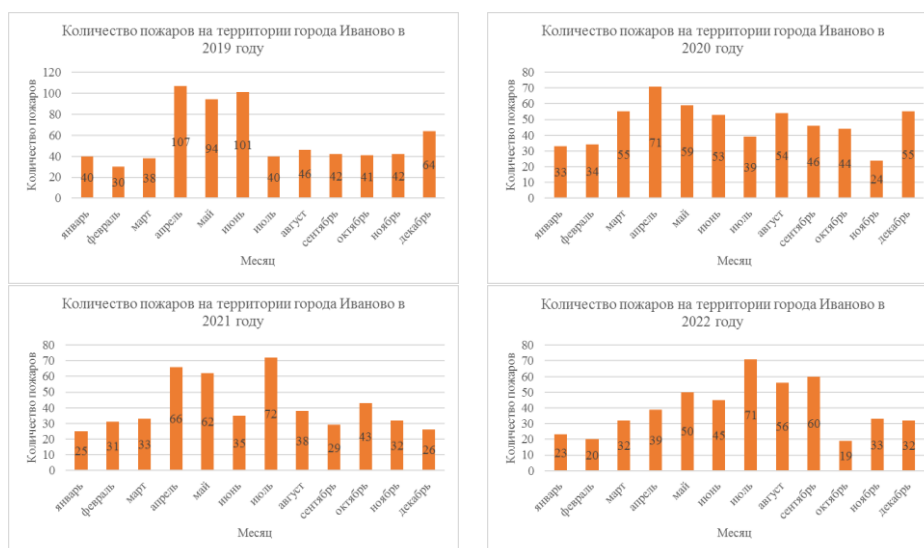 Количество пожаров на территории города Иваново в
2019 году
Количество пожаров
120
100
80
60
40
20
0
40
30
38
107
94
101
40
46
42
41
42
64
январь
февраль
март
апрель
май
июнь
июль
август
сентябрь
октябрь
ноябрь
декабрь
Месяц
Количество пожаров на территории города Иваново в
2020 году
Количество пожаров
80
70
60
50
40
30
20
10
0
33
34
55
71
59
53
39
54
46
44
24
55
январь
февраль
март
апрель
май
июнь
июль
август
сентябрь
октябрь
ноябрь
декабрь
Месяц
Количество пожаров на территории города Иваново в
2021 году
Количество пожаров
80
70
60
50
40
30
20
10
0
25
31
33
66
62
35
72
38
29
43
32
26
январь
февраль
март
апрель
май
июнь
июль
август
сентябрь
октябрь
ноябрь
декабрь
Месяц
Количество пожаров на территории города Иваново в
2022 году
Количество пожаров
80
70
60
50
40
30
20
10
0
23
20
32
39
50
45
71
56
60
19
33
32
январь
февраль
март
апрель
май
июнь
июль
август
сентябрь
октябрь
ноябрь
декабрь
Месяц